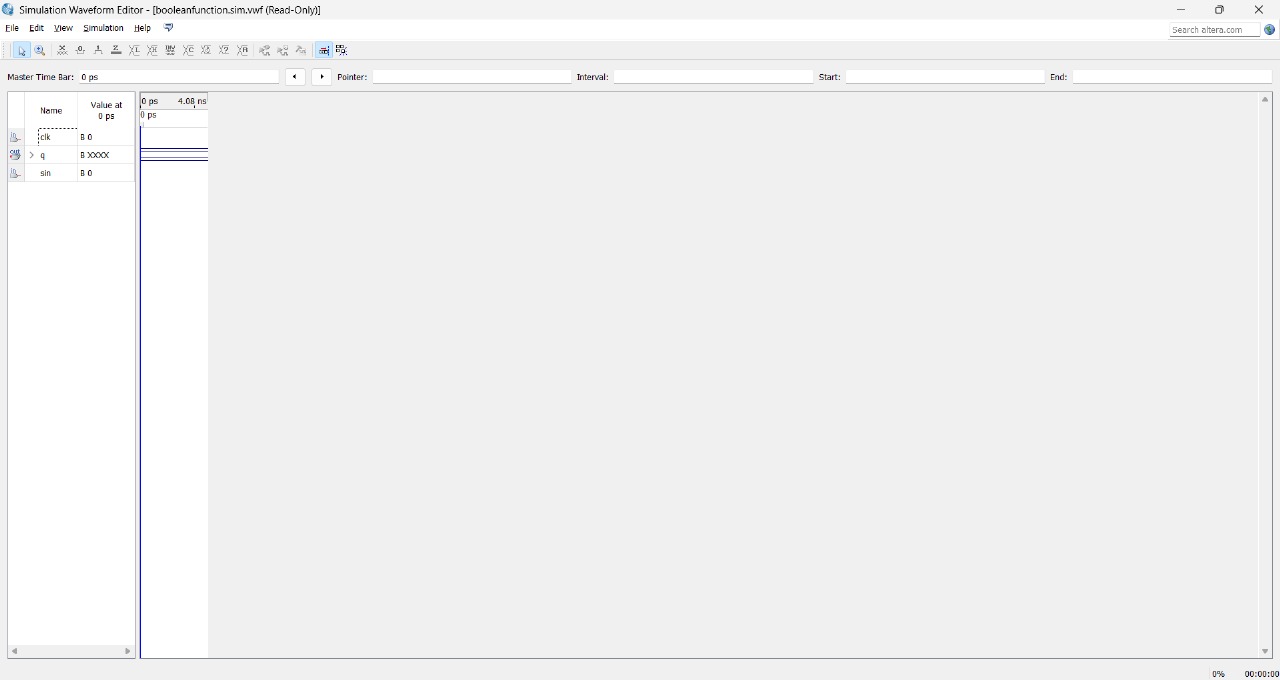 Simulation Waveform Editor - [booleanfunction.sim.vwf (Read-Only)]
File Edit View Simulation Help
Search altera.com
Master Time Bar: 0 ps Pointer: Interval: Start: End:
Name Value at 0 ps
0 ps 4.08 ns
0 ps
clk B 0
q B XXXX
sin B 0
0% 00:00:00